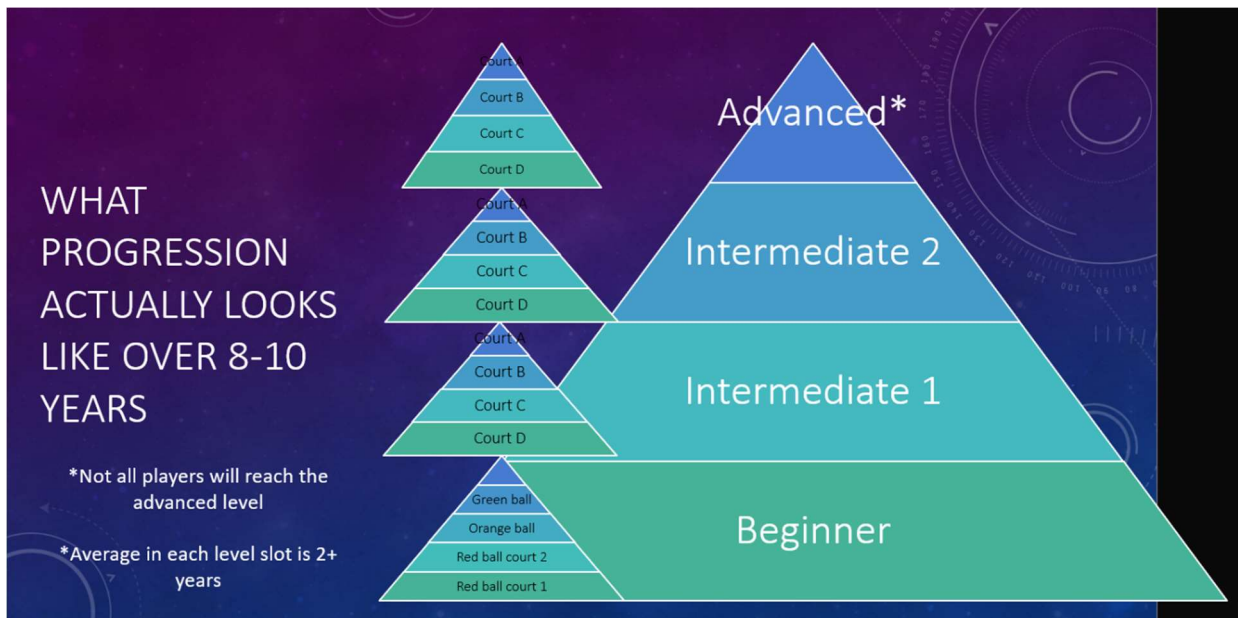 WHAT
PROGRESSION
ACTUALLY LOOKS
LIKE OVER 8-10
YEARS
*Not all players will reach the
advanced level
*Average in each level slot is 2+
years
Court A
Court B
Court C
Court D
Court A
Court B
Court C
Court D
Court A
Court B
Court C
Court D
Green ball
Orange ball
Red ball court 2
Red ball court 1
Advanced*
Intermediate 2
Intermediate 1
Beginner